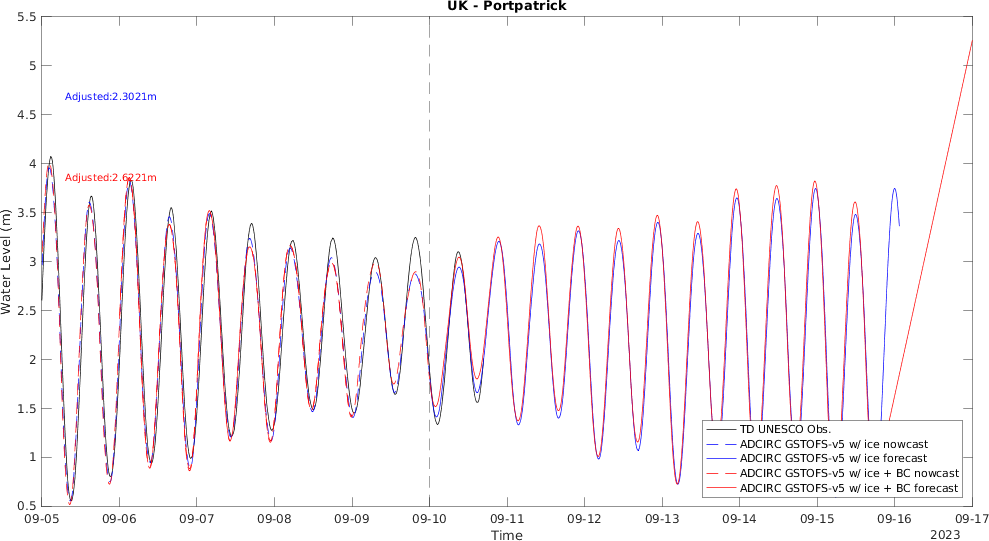 UK - Portpatrick
5.5
5
4.5
4
3.5
3
2.5
2
1.5
1
0.5
Water Level (m)
Adjusted:2.3021m
Adjusted:2.6221m
TD UNESCO Obs.
ADCIRC GSTOFS-v5 w/ ice nowcast
ADCIRC GSTOFS-v5 w/ ice forecast
ADCIRC GSTOFS-v5 w/ ice + BC nowcast
ADCIRC GSTOFS-v5 w/ ice + BC forecast
09-05 09-06 09-07 09-08 09-09 09-10 09-11 09-12 09-13 09-14 09-15 09-16 09-17
Time
2023